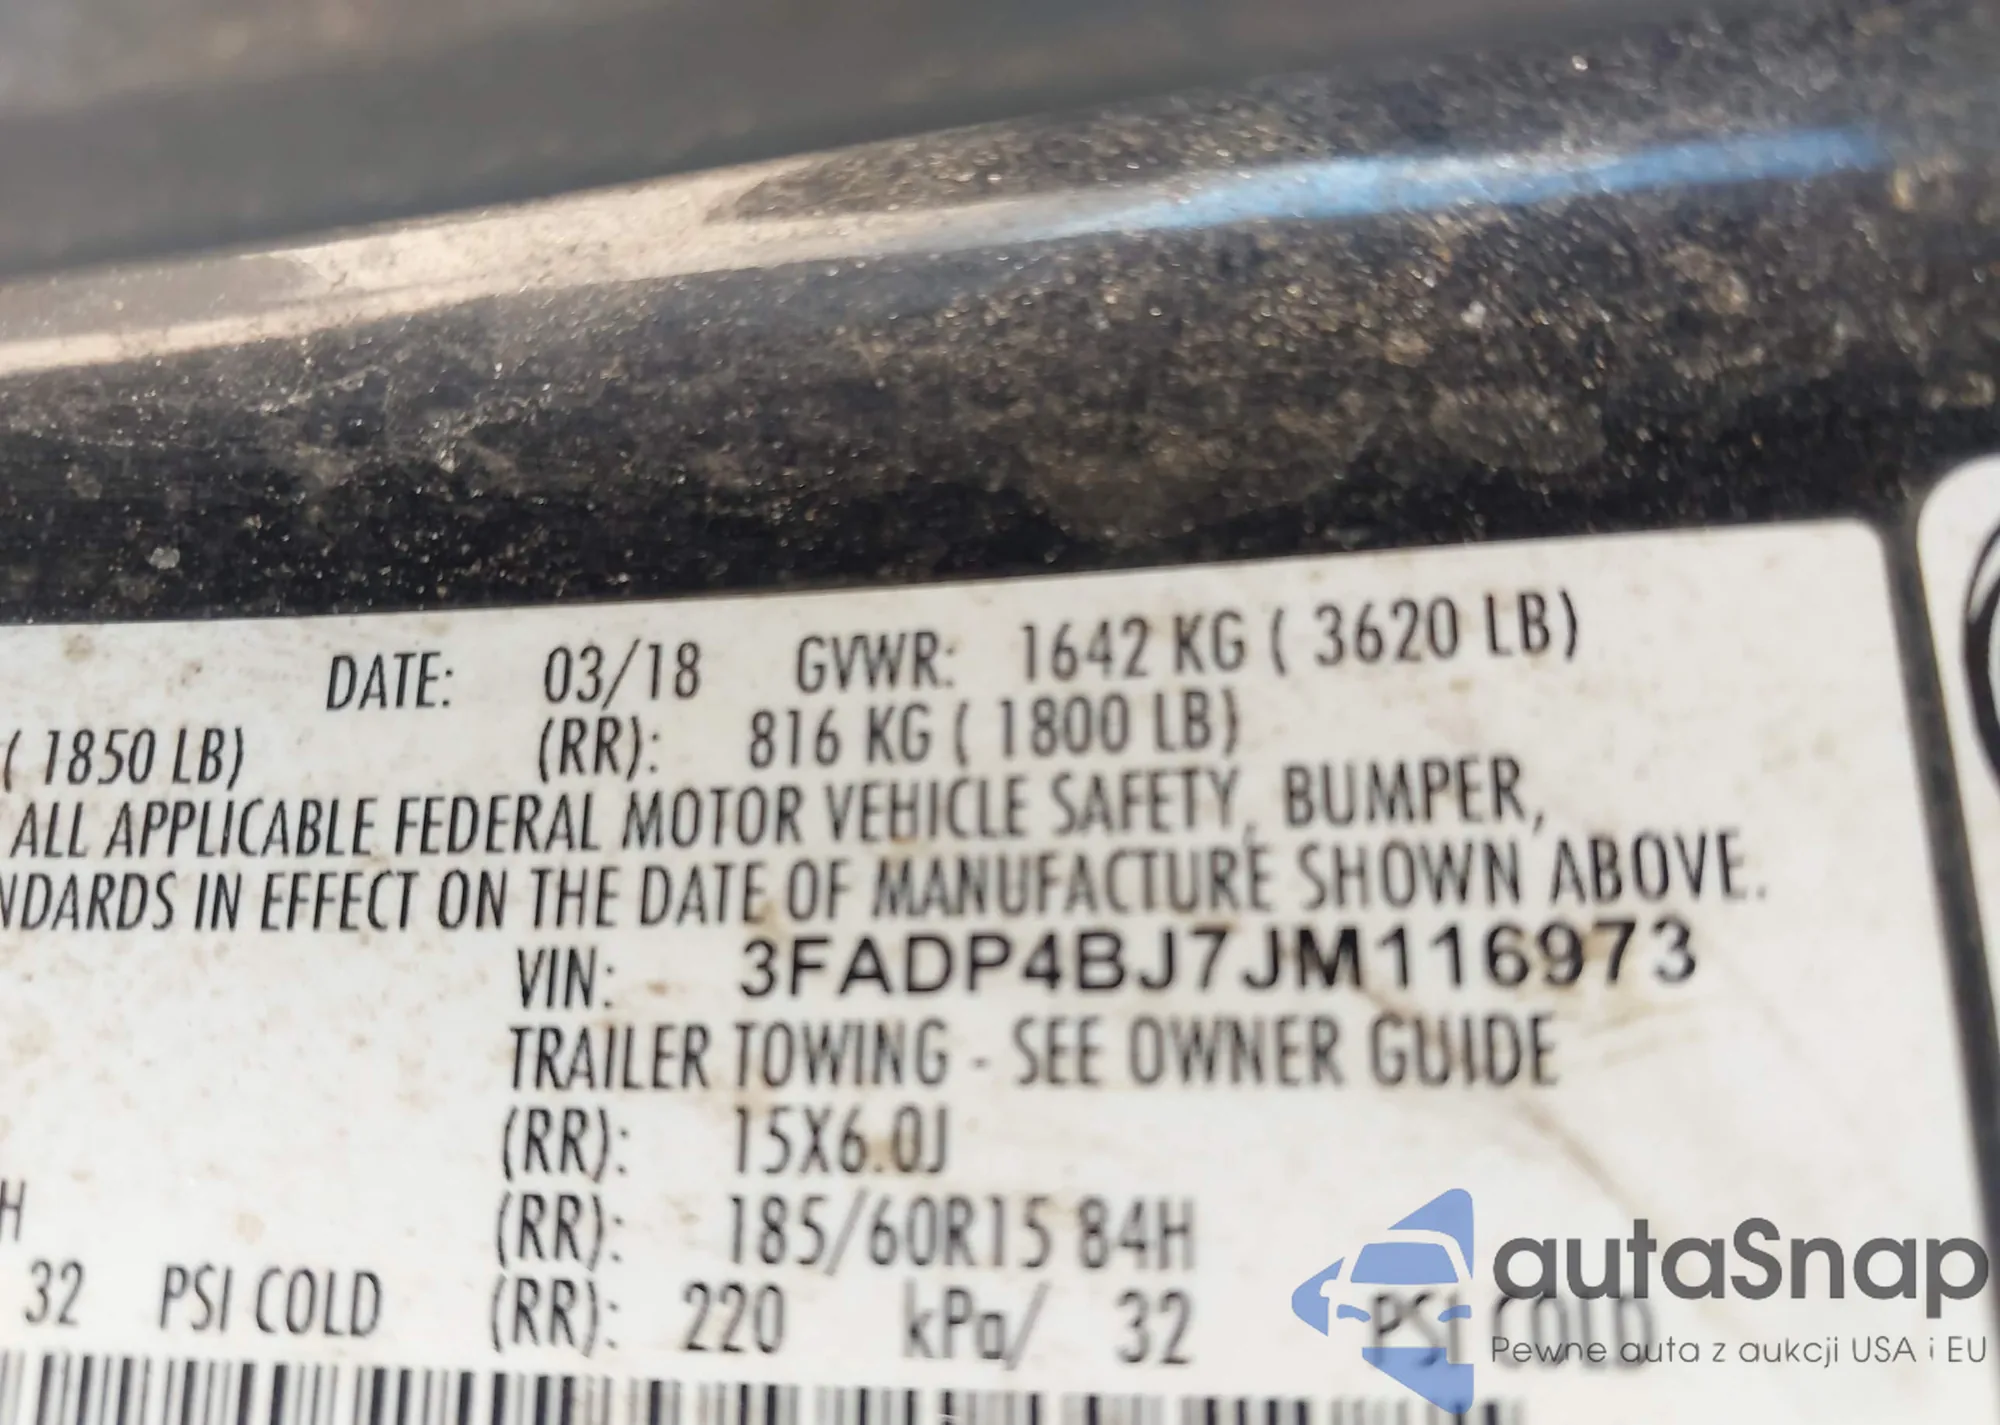 DATE: 03/18 GVWR: 1642 KG ( 3620 LB)
( 1850 LB) (RR): 816 KG ( 1800 LB)
ALL APPLICABLE FEDERAL MOTOR VEHICLE SAFETY, BUMPER,
NDARDS IN EFFECT ON THE DATE OF MANUFACTURE SHOWN ABOVE.
VIN: 3FADP4BJ7JM116973
TRAILER TOWING - SEE OWNER GUIDE
(RR): 15X6.0J
H (RR): 185/60R15 84H
32 PSI COLD (RR): 220 kPa/ 32 PSI COLD
autaSnap
Pewne auta z aukcji USA i EU